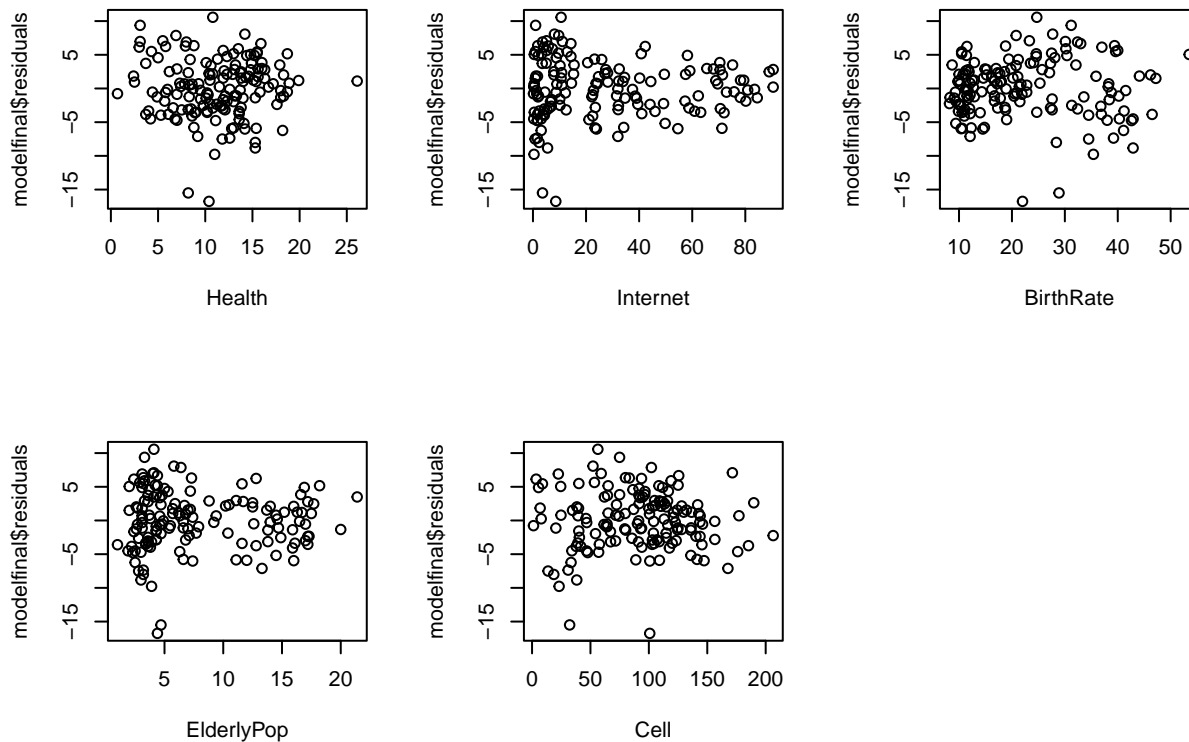 modelfinal$residuals
5
−5
−15
0 5 10 15 20 25
Health
modelfinal$residuals
5
−5
−15
0 20 40 60 80
Internet
modelfinal$residuals
5
−5
−15
10 20 30 40 50
BirthRate
modelfinal$residuals
5
−5
−15
5 10 15 20
ElderlyPop
modelfinal$residuals
5
−5
−15
0 50 100 150 200
Cell